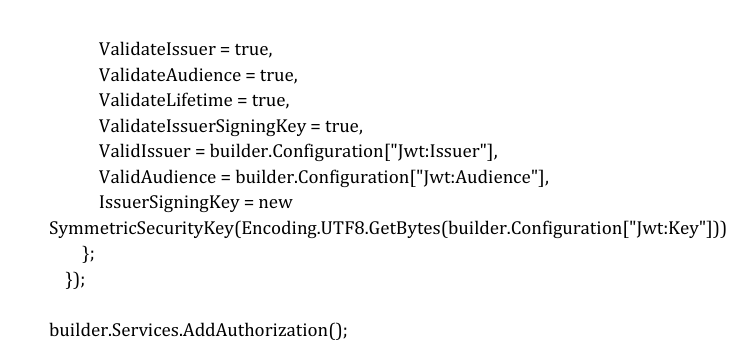 ValidateIssuer = true,
ValidateAudience = true,
ValidateLifetime = true,
ValidateIssuerSigningKey = true,
ValidIssuer = builder.Configuration["Jwt:Issuer"],
ValidAudience = builder.Configuration["Jwt:Audience"],
IssuerSigningKey = new
SymmetricSecurityKey(Encoding.UTF8.GetBytes(builder.Configuration["Jwt:Key"]))
};
});
builder.Services.AddAuthorization();